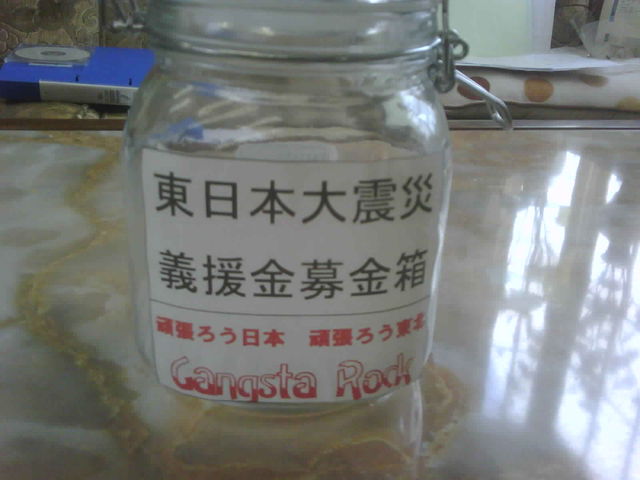 東日本大震災
義援金募金箱
頑張ろう日本 頑張ろう東北
Gangsta Rock